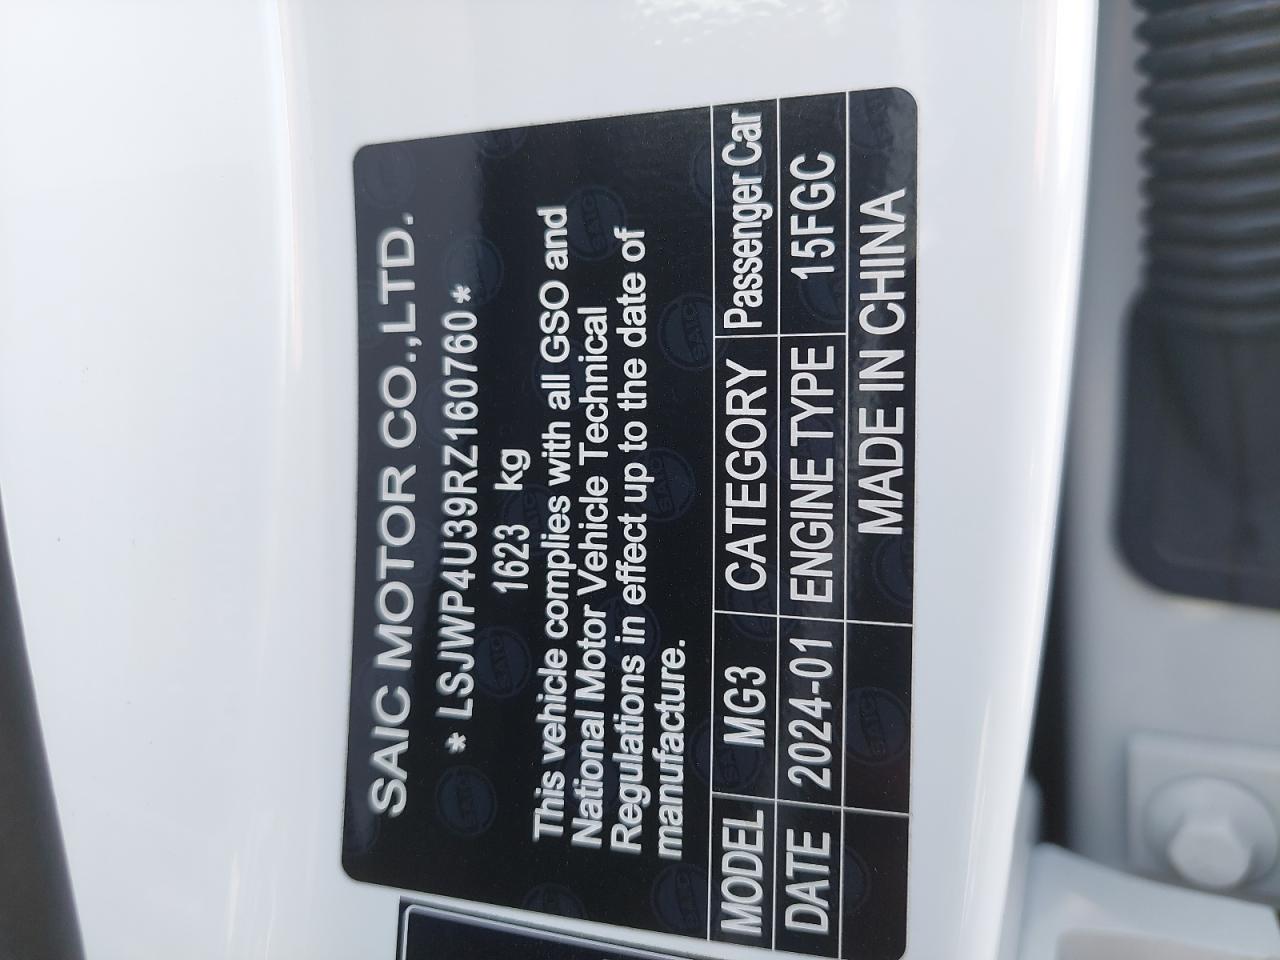 SAIC MOTOR CO.,LTD.
*LSJWP4U39RZ160760*
1623 kg
This vehicle complies with all GSO and
National Motor Vehicle Technical
Regulations in effect up to the date of
manufacture.
MODEL MG3 CATEGORY Passenger Car
DATE 2024-01 ENGINE TYPE 15FGC
MADE IN CHINA